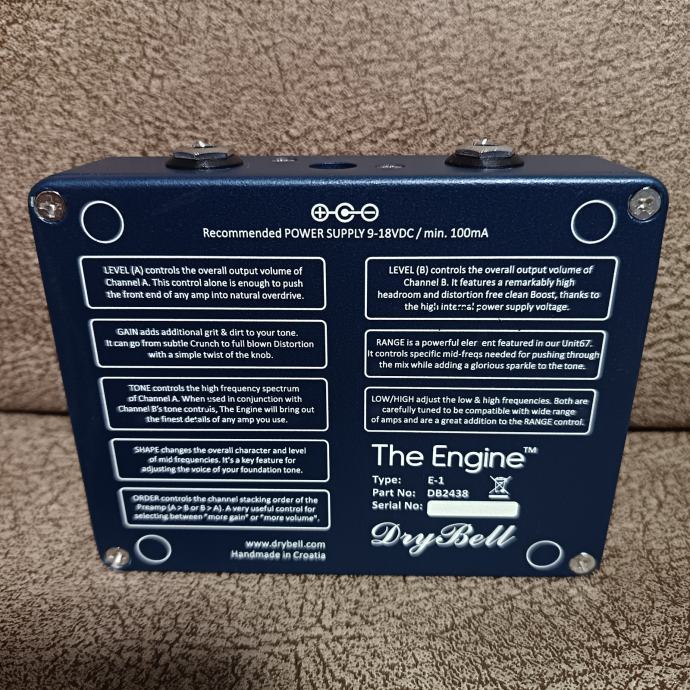 Recommended POWER SUPPLY 9-18VDC / min. 100mA
LEVEL (A) controls the overall output volume of
Channel A. This control alone is enough to push
the front end of any amp into natural overdrive.
GAIN adds additional grit & dirt to your tone.
It can go from subtle Crunch to full blown Distortion
with a simple twist of the knob.
TONE controls the high frequency spectrum
of Channel A. When used in conjunction with
Channel B's tone controls, The Engine will bring out
the finest details of any amp you use.
SHAPE changes the overall character and level
of mid frequencies. It's a key feature for
adjusting the voice of your foundation tone.
ORDER controls the channel stacking order of the
Preamp (A > B or B > A). A very useful control for
selecting between "more gain" or "more volume".
www.drybell.com
Handmade in Croatia
LEVEL (B) controls the overall output volume of
Channel B. It features a remarkably high
headroom and distortion free clean Boost, thanks to
the high internal power supply voltage.
RANGE is a powerful element featured in our Unit67.
It controls specific mid-freqs needed for pushing through
the mix while adding a glorious sparkle to the tone.
LOW/HIGH adjust the low & high frequencies. Both are
carefully tuned to be compatible with wide range
of amps and are a great addition to the RANGE control.
The Engine™
Type: E-1
Part No: DB2438
Serial No:
DryBell